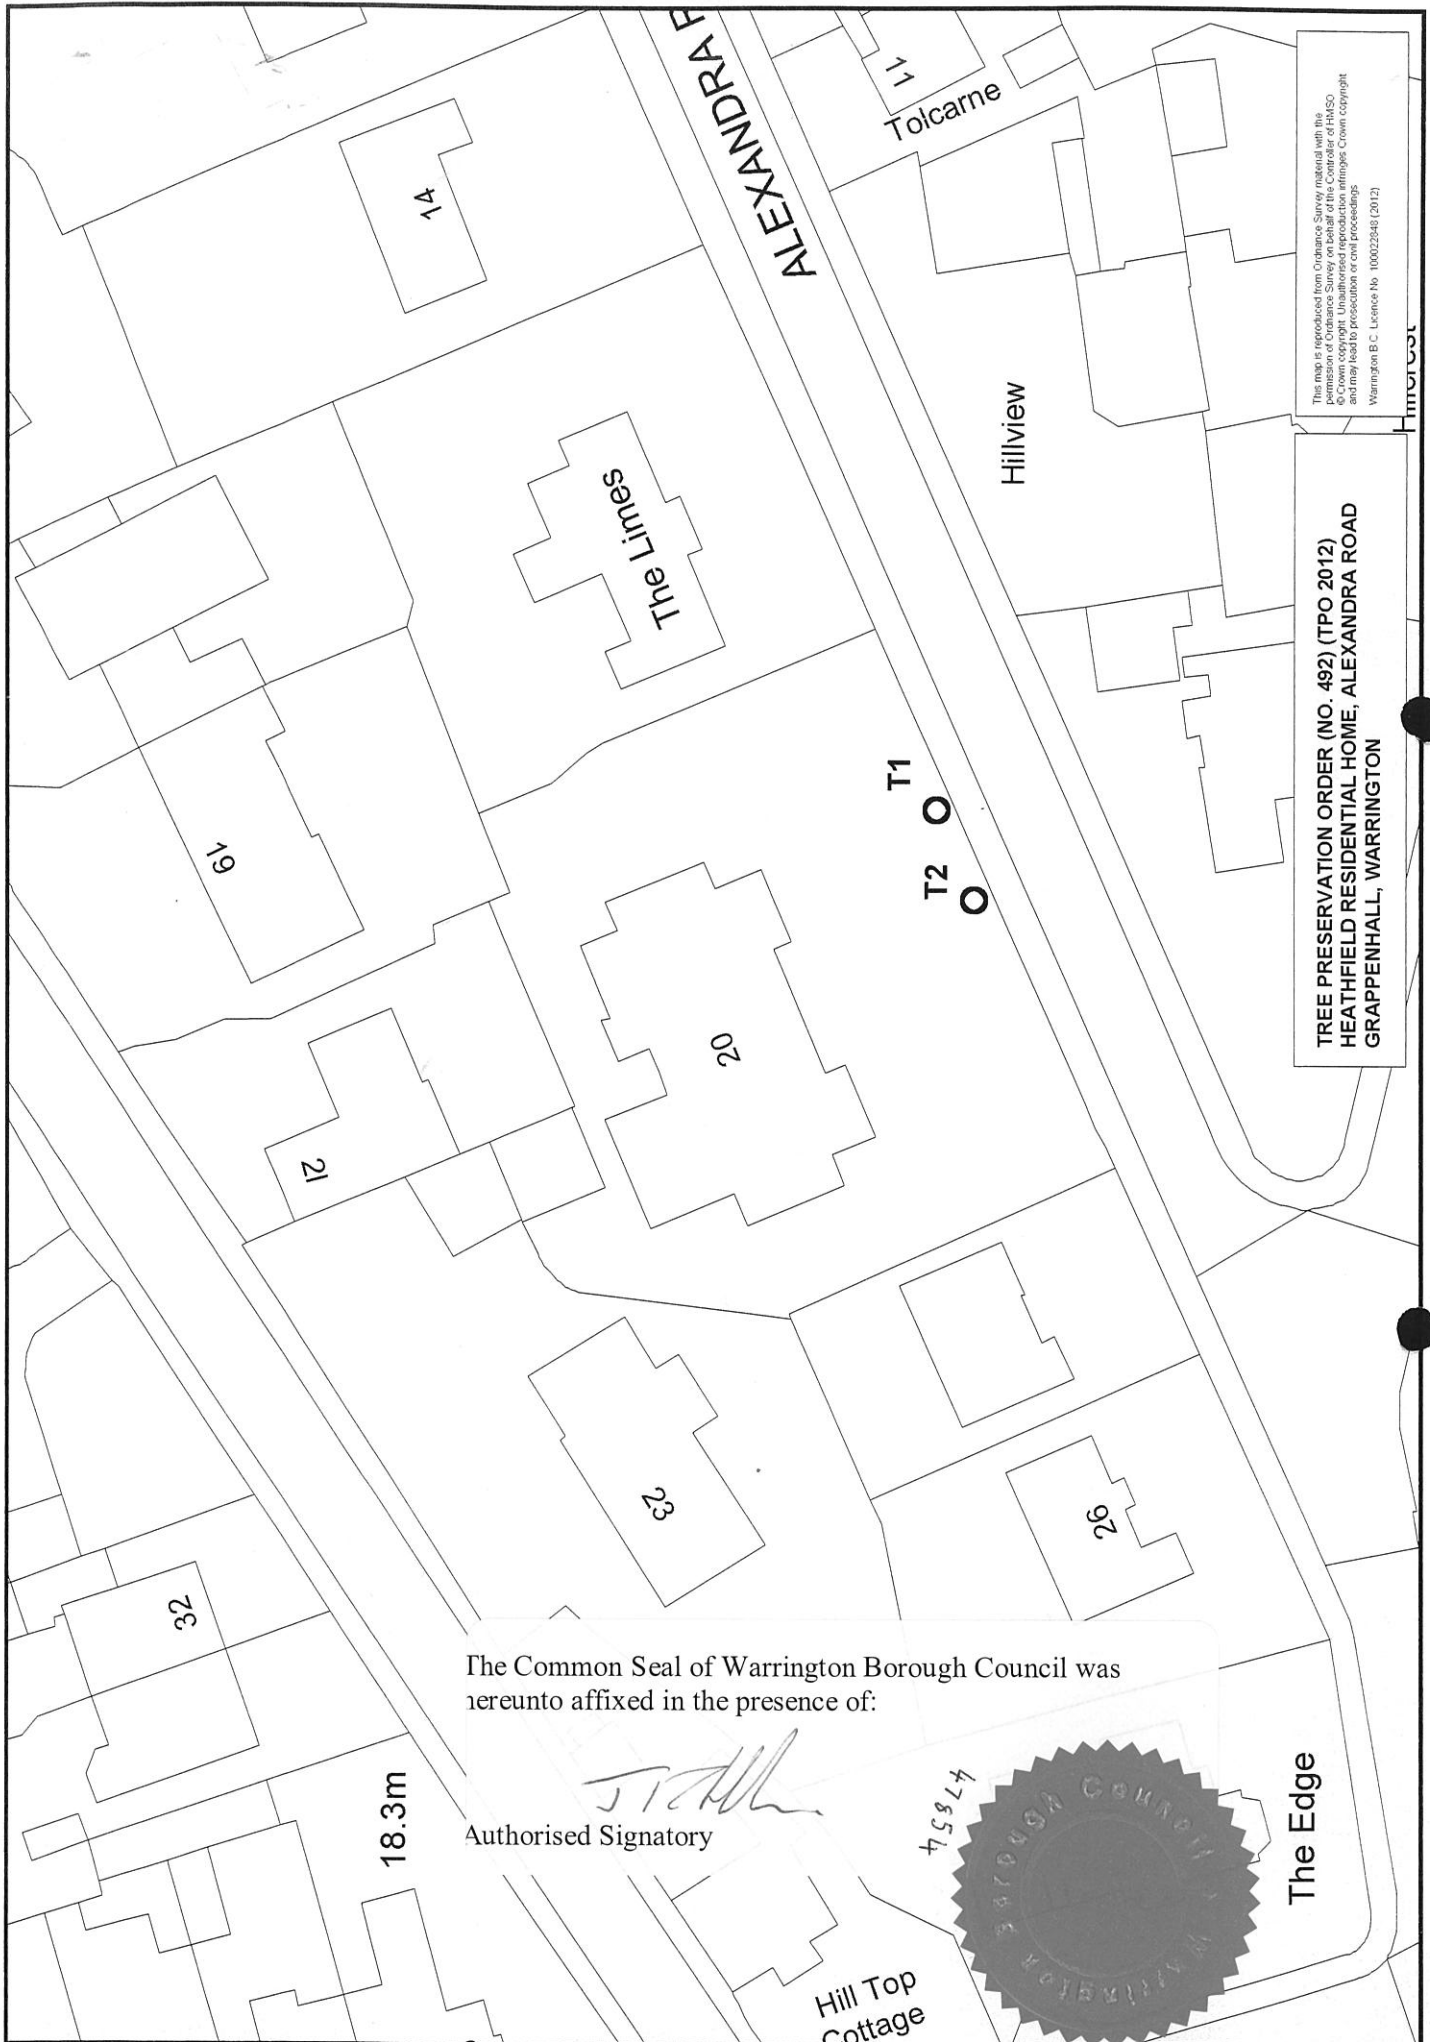 ALEXANDRA R
11
Tolcarne
14
Hillview
The Limes
19
T1
T2
20
21
23
26
32
18.3m
The Edge
Hill Top
Cottage
This map is reproduced from Ordnance Survey material with the
permission of Ordnance Survey on behalf of the Controller of HMSO
© Crown copyright Unauthorised reproduction infringes Crown copyright
and may lead to prosecution or civil proceedings
Warrington B.C. Licence No 100022848 (2012)
Hillcrest
TREE PRESERVATION ORDER (NO. 492) (TPO 2012)
HEATHFIELD RESIDENTIAL HOME, ALEXANDRA ROAD
GRAPPENHALL, WARRINGTON
The Common Seal of Warrington Borough Council was
hereunto affixed in the presence of:
Authorised Signatory
47854
Warrington Borough Council